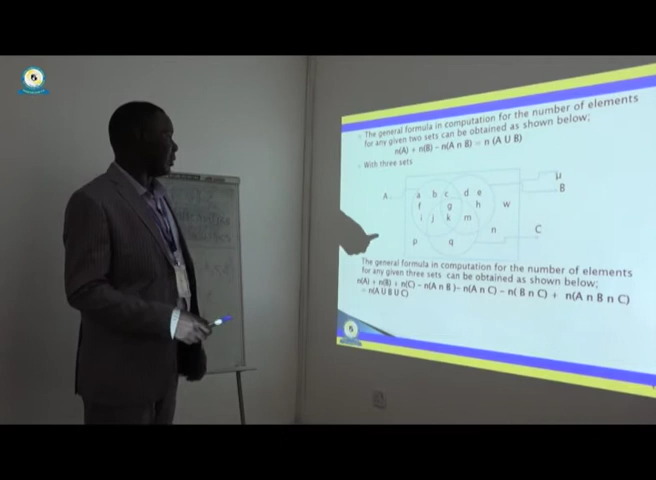 The general formula in computation for the number of elements
for any given two sets can be obtained as shown below;
n(A) + n(B) - n(A n B) = n (A U B)
With three sets
μ
A
B
a b c d e
f g h w
i j k m
n C
p q
The general formula in computation for the number of elements
for any given three sets can be obtained as shown below;
n(A) + n(B) + n(C) - n(A n B) - n(A n C) - n( B n C) + n(A n B n C)
= n(A U B U C)